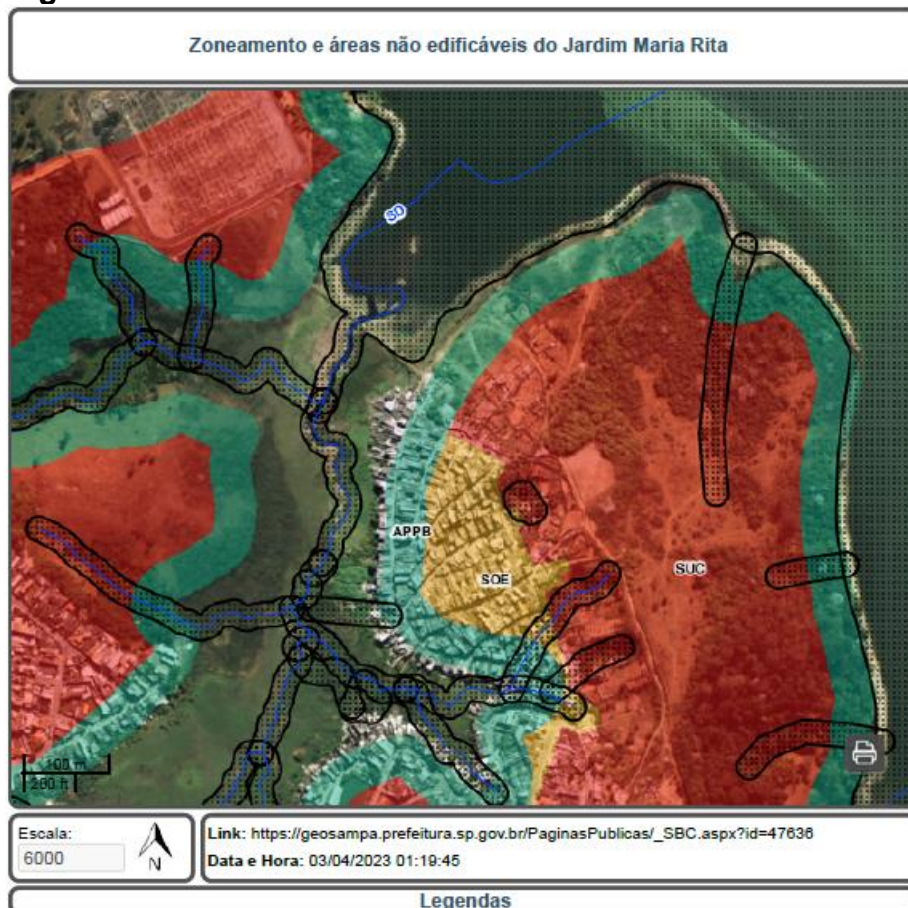 Zoneamento e áreas não edificáveis do Jardim Maria Rita
SD
APPB
SOE
SUC
100 m
200 ft
Escala:
6000
N
Link: https://geosampa.prefeitura.sp.gov.br/PaginasPublicas/_SBC.aspx?id=47636
Data e Hora: 03/04/2023 01:19:45
Legendas